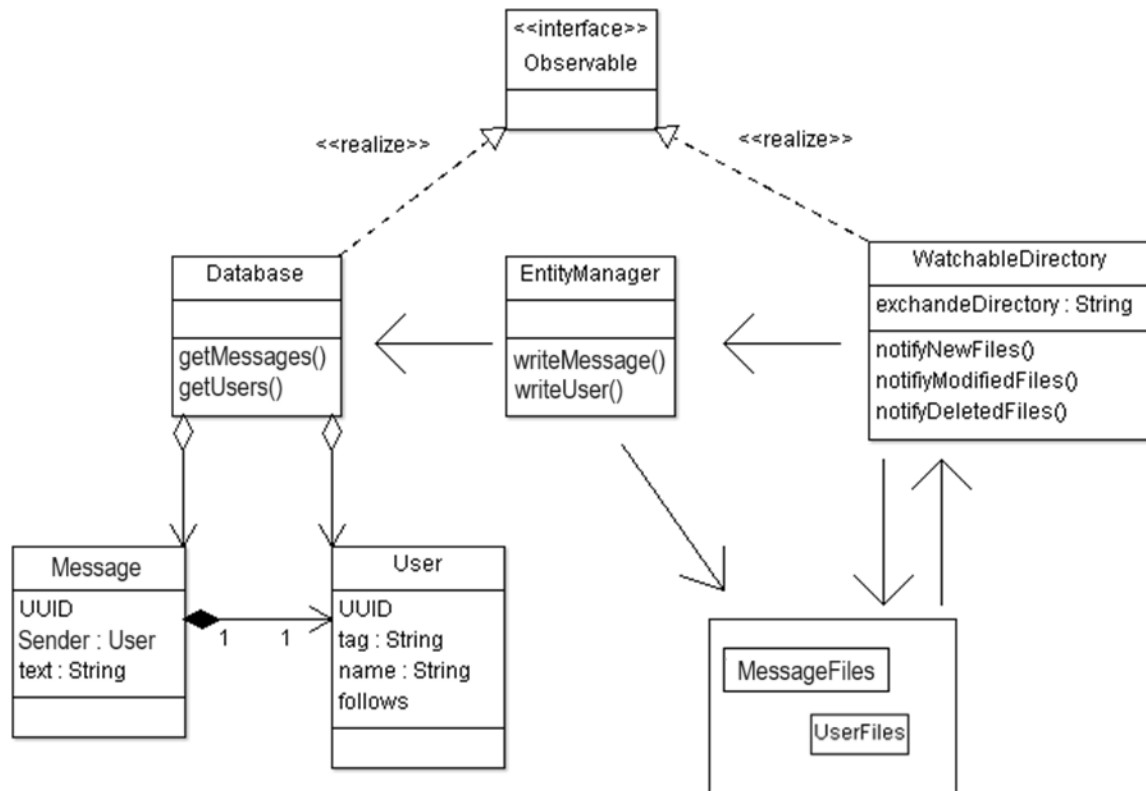 <<interface>>
Observable
<<realize>>
<<realize>>
Database
getMessages()
getUsers()
EntityManager
writeMessage()
writeUser()
WatchableDirectory
exchandeDirectory : String
notifyNewFiles()
notifiyModifiedFiles()
notifyDeletedFiles()
Message
UUID
Sender : User
text : String
1
1
User
UUID
tag : String
name : String
follows
MessageFiles
UserFiles